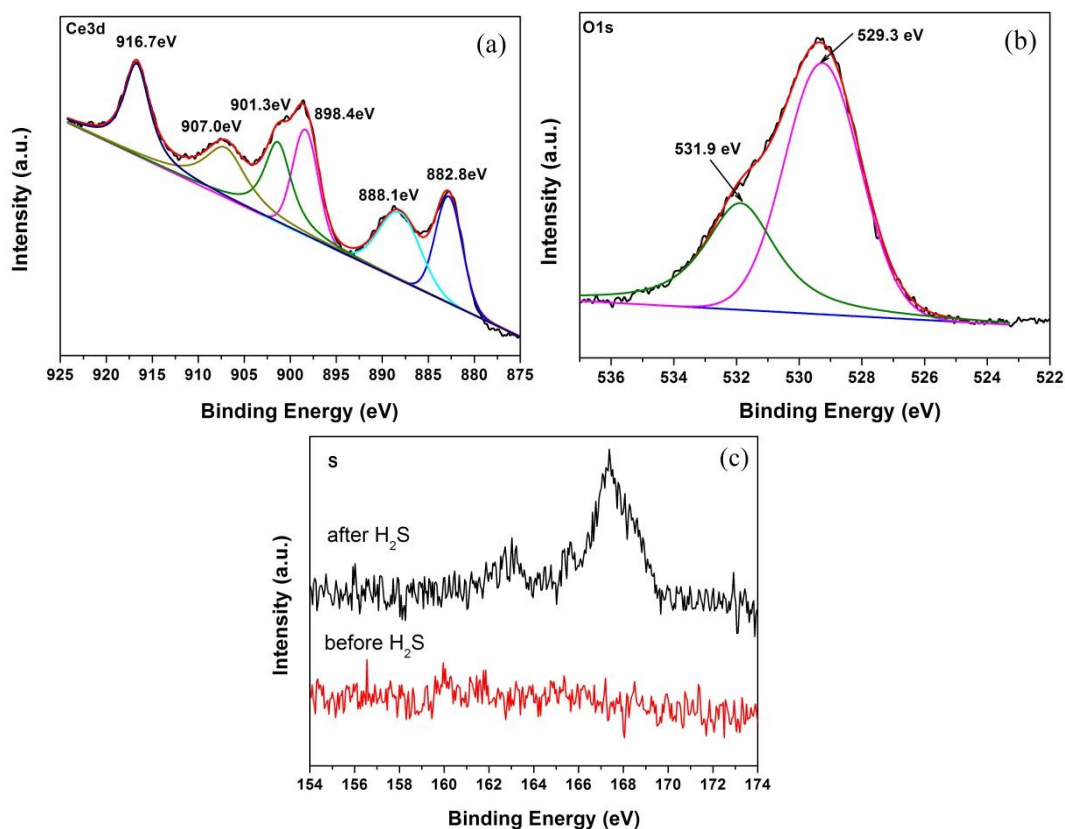 Ce3d
(a)
916.7eV
907.0eV
901.3eV
898.4eV
888.1eV
882.8eV
Intensity (a.u.)
925 920 915 910 905 900 895 890 885 880 875
Binding Energy (eV)
O1s
(b)
529.3 eV
531.9 eV
Intensity (a.u.)
536 534 532 530 528 526 524 522
Binding Energy (eV)
S
(c)
after H₂S
before H₂S
Intensity (a.u.)
154 156 158 160 162 164 166 168 170 172 174
Binding Energy (eV)